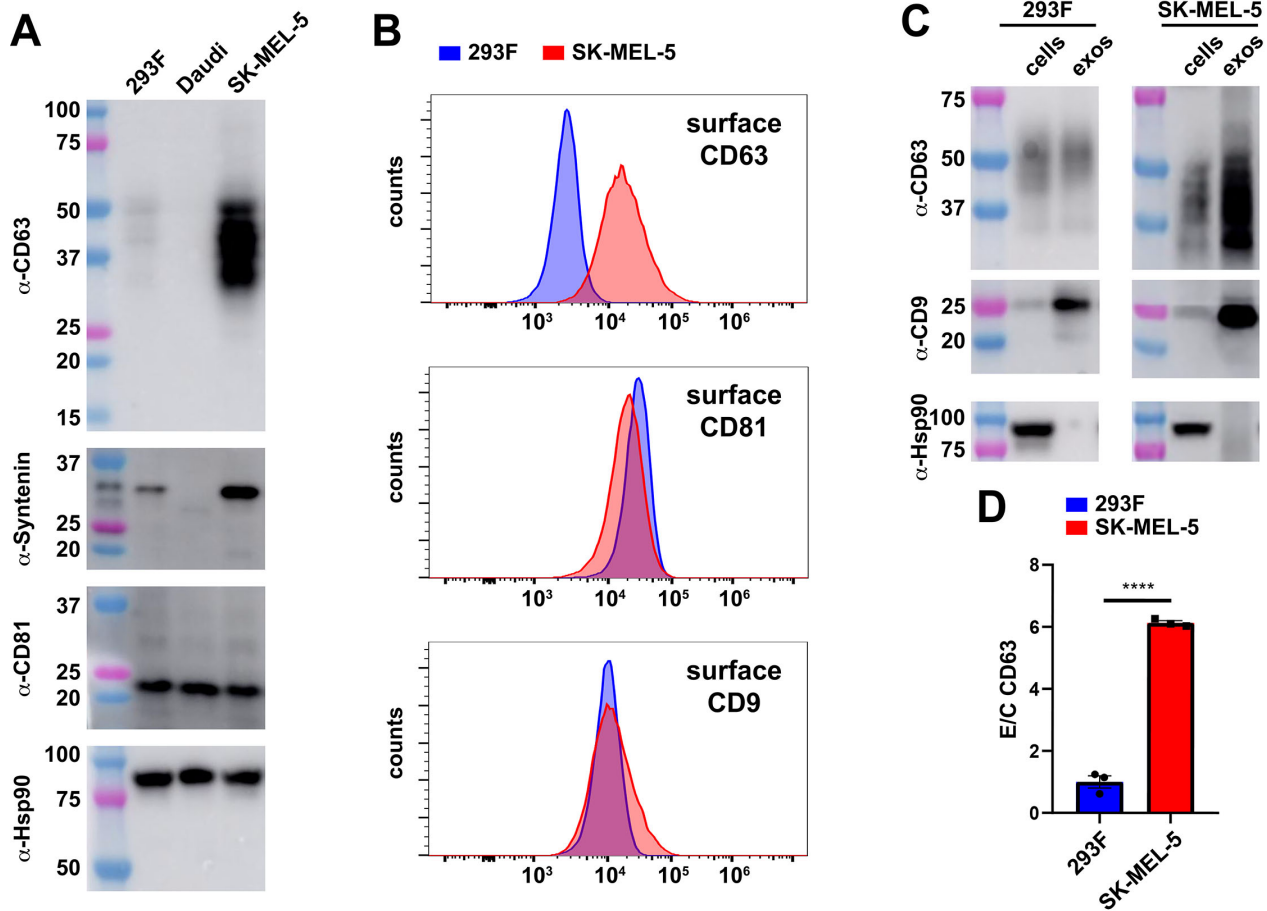 A
293F
Daudi
SK-MEL-5
α-CD63
100
75
50
37
25
20
15
α-Syntenin
37
25
20
α-CD81
37
25
20
α-Hsp90
100
75
50
B
293F
SK-MEL-5
surface
CD63
counts
10³ 10⁴ 10⁵ 10⁶
surface
CD81
counts
10³ 10⁴ 10⁵ 10⁶
surface
CD9
counts
10³ 10⁴ 10⁵ 10⁶
C
293F
SK-MEL-5
cells
exos
cells
exos
α-CD63
75
50
37
α-CD9
25
20
α-Hsp90
100
75
D
293F
SK-MEL-5
E/C CD63
8
6
4
2
0
****
293F
SK-MEL-5